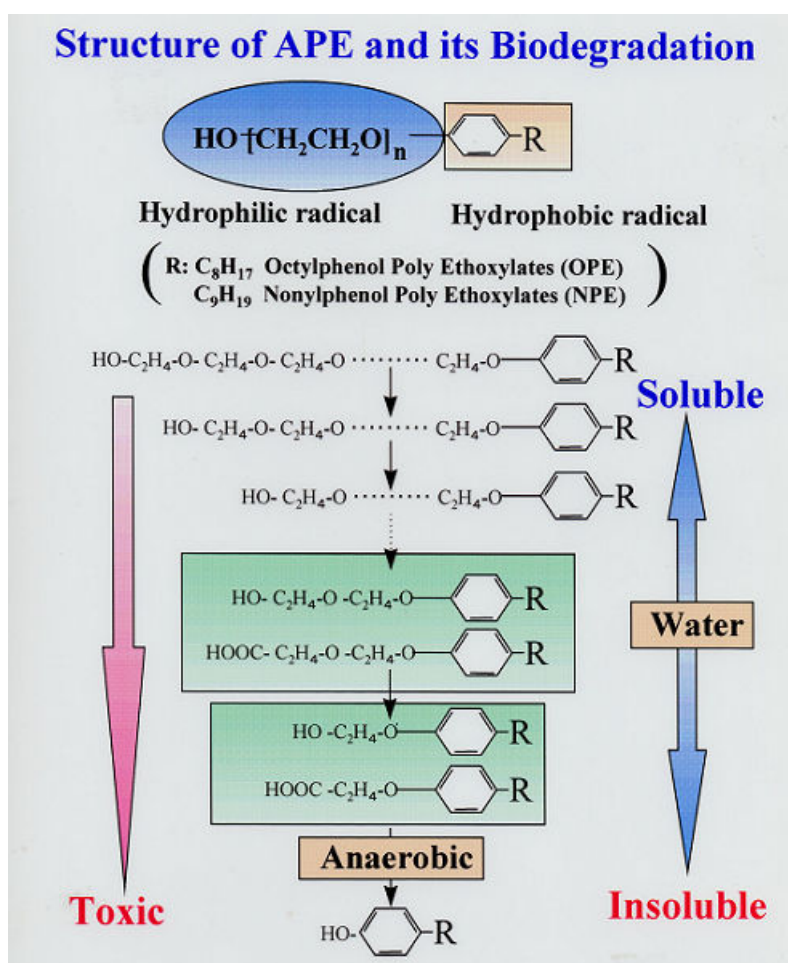 Structure of APE and its Biodegradation
HO-[CH₂CH₂O]ₙ R
Hydrophilic radical Hydrophobic radical
( R: C₈H₁₇ Octylphenol Poly Ethoxylates (OPE) )
C₉H₁₉ Nonylphenol Poly Ethoxylates (NPE)
HO-C₂H₄-O- C₂H₄-O- C₂H₄-O ········ C₂H₄-O R
Soluble
HO- C₂H₄-O- C₂H₄-O ········ C₂H₄-O R
HO- C₂H₄-O ········ C₂H₄-O R
HO- C₂H₄-O -C₂H₄-O R
Water
HOOC- C₂H₄-O -C₂H₄-O R
HO -C₂H₄-O R
HOOC -C₂H₄-O R
Anaerobic
Toxic
Insoluble
HO- R